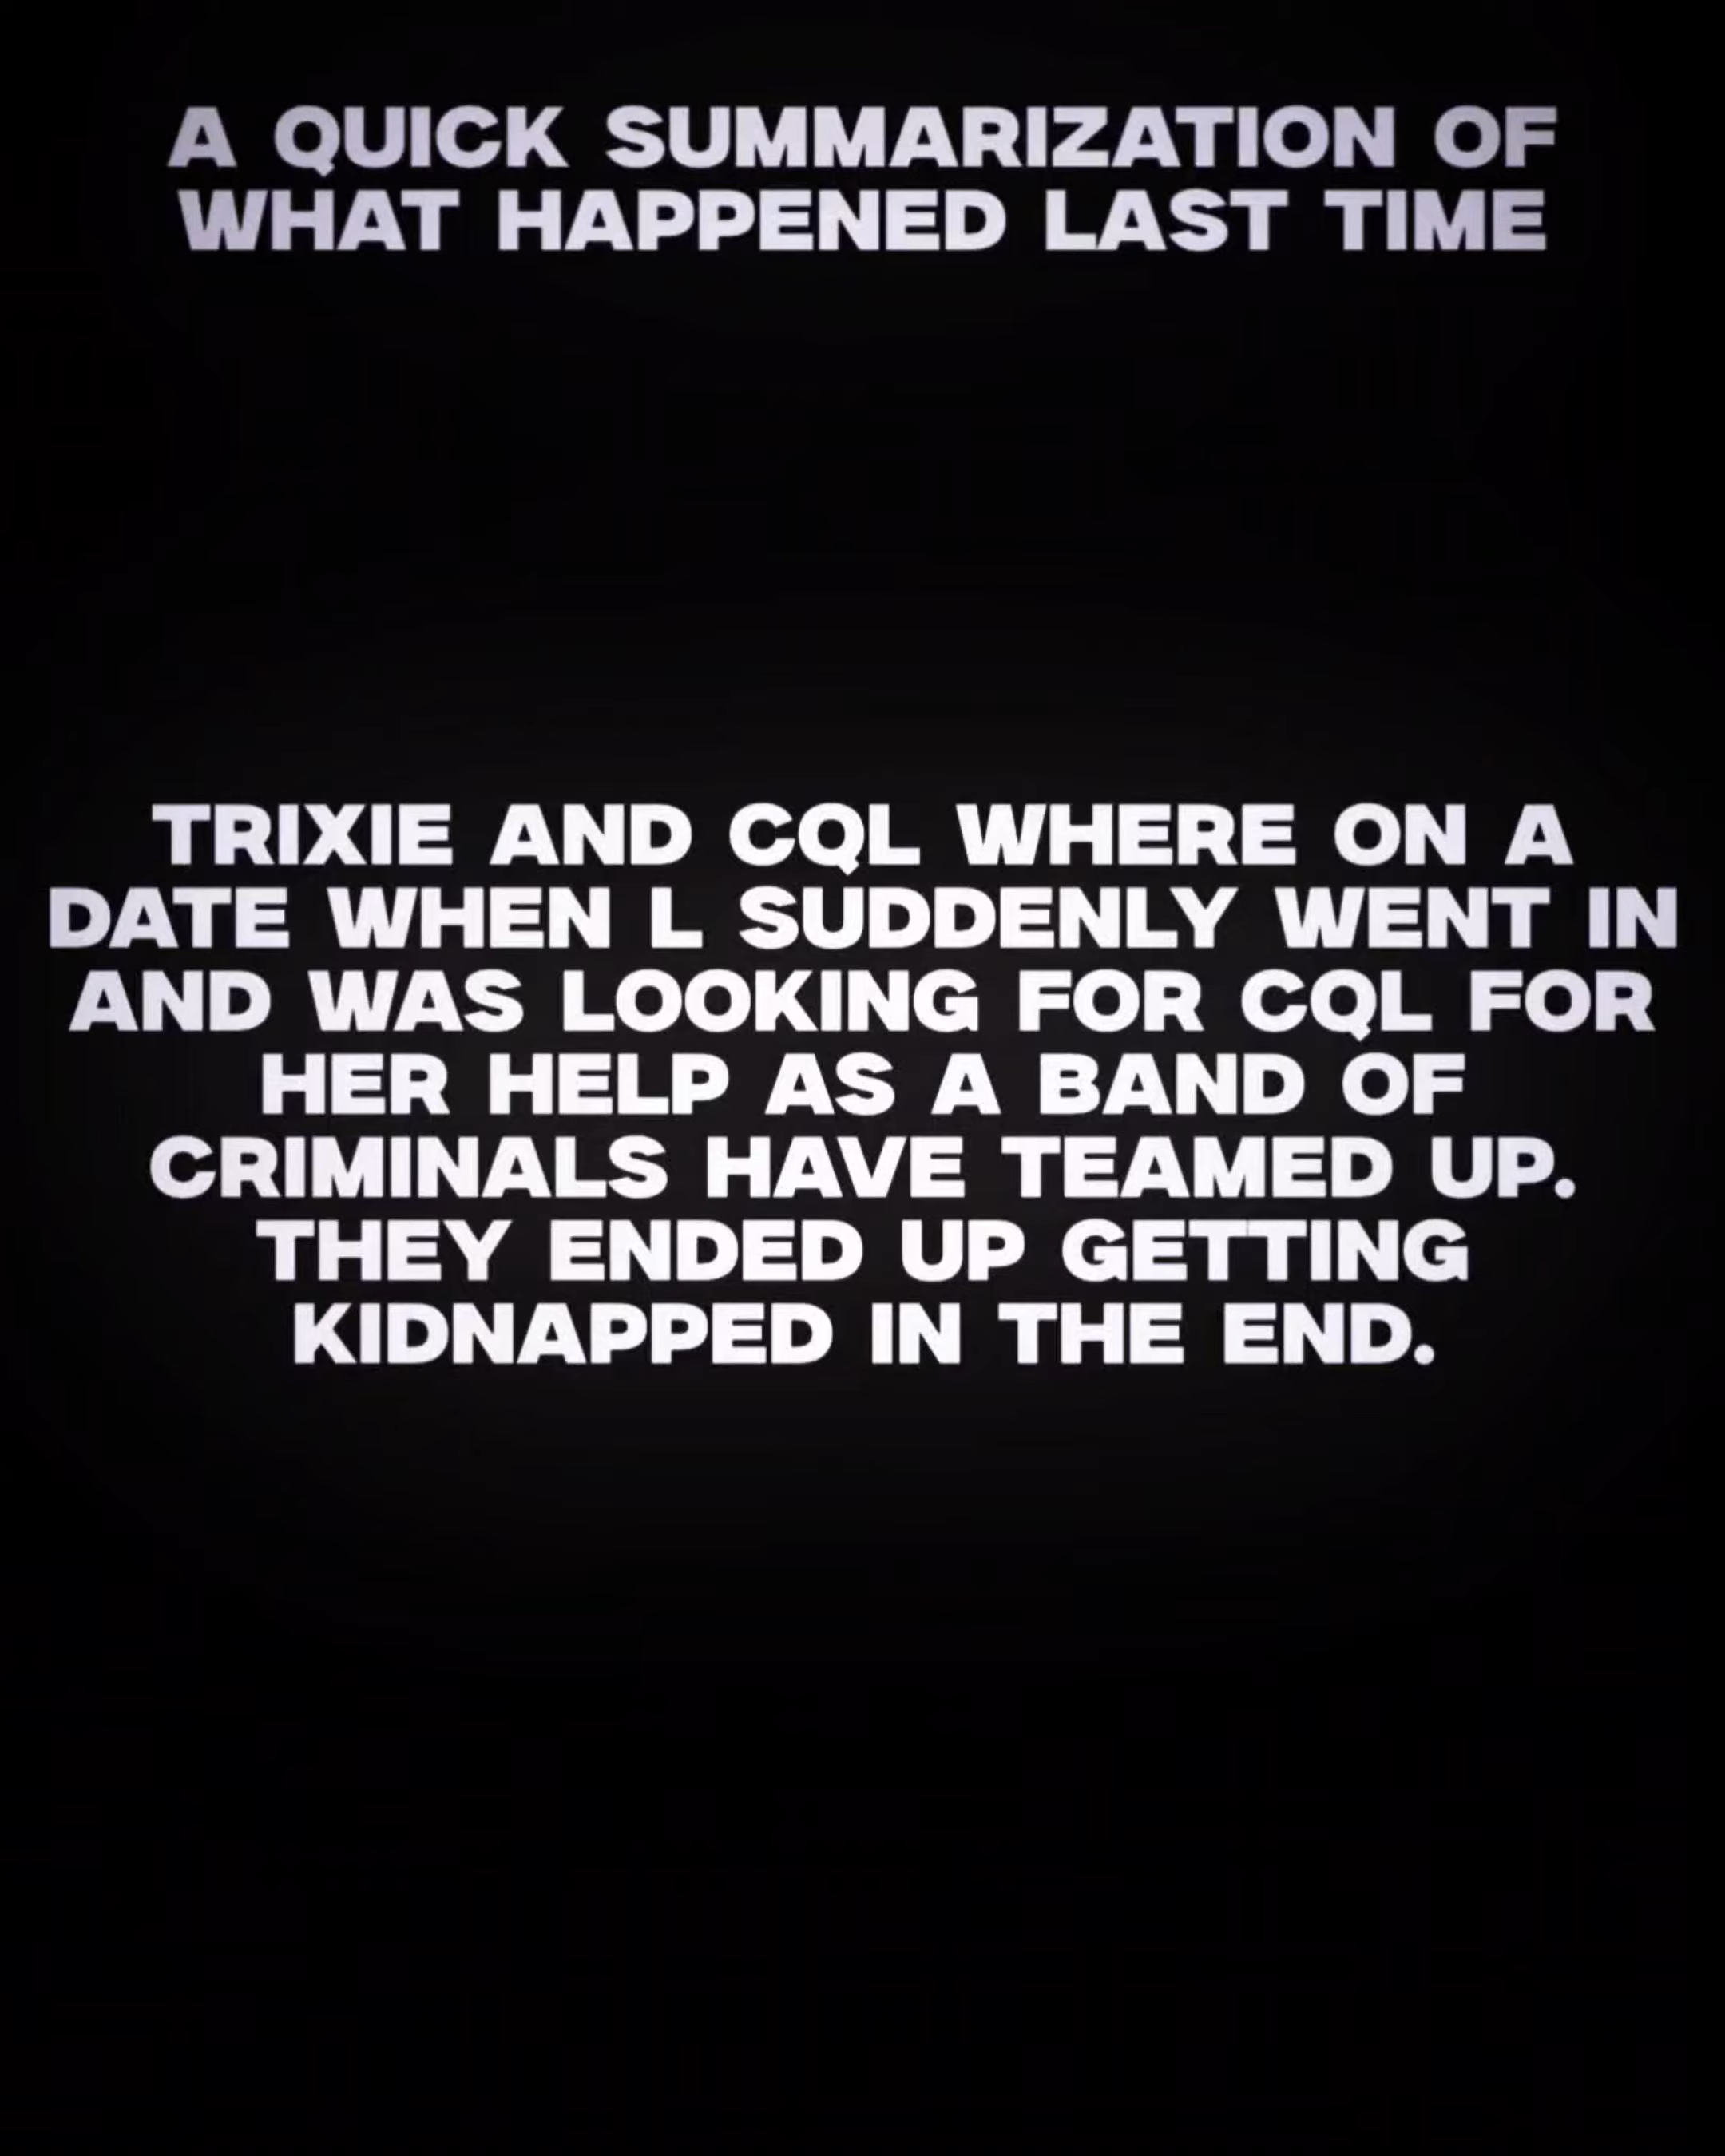 A QUICK SUMMARIZATION OF
WHAT HAPPENED LAST TIME
TRIXIE AND CQL WHERE ON A
DATE WHEN L SUDDENLY WENT IN
AND WAS LOOKING FOR CQL FOR
HER HELP AS A BAND OF
CRIMINALS HAVE TEAMED UP.
THEY ENDED UP GETTING
KIDNAPPED IN THE END.